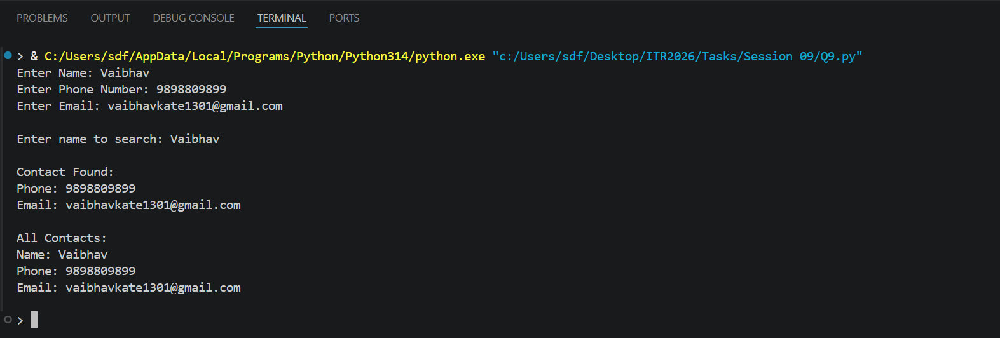 PROBLEMS OUTPUT DEBUG CONSOLE TERMINAL PORTS
> & C:/Users/sdf/AppData/Local/Programs/Python/Python314/python.exe "c:/Users/sdf/Desktop/ITR2026/Tasks/Session 09/Q9.py"
Enter Name: Vaibhav
Enter Phone Number: 9898809899
Enter Email: vaibhavkate1301@gmail.com
Enter name to search: Vaibhav
Contact Found:
Phone: 9898809899
Email: vaibhavkate1301@gmail.com
All Contacts:
Name: Vaibhav
Phone: 9898809899
Email: vaibhavkate1301@gmail.com
>